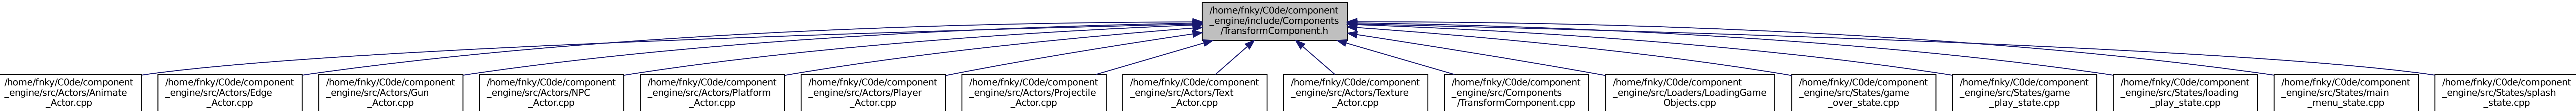 /home/fnky/C0de/component
_engine/include/Components
/TransformComponent.h
/home/fnky/C0de/component
_engine/src/Actors/Animate
_Actor.cpp
/home/fnky/C0de/component
_engine/src/Actors/Edge
_Actor.cpp
/home/fnky/C0de/component
_engine/src/Actors/Gun
_Actor.cpp
/home/fnky/C0de/component
_engine/src/Actors/NPC
_Actor.cpp
/home/fnky/C0de/component
_engine/src/Actors/Platform
_Actor.cpp
/home/fnky/C0de/component
_engine/src/Actors/Player
_Actor.cpp
/home/fnky/C0de/component
_engine/src/Actors/Projectile
_Actor.cpp
/home/fnky/C0de/component
_engine/src/Actors/Text
_Actor.cpp
/home/fnky/C0de/component
_engine/src/Actors/Texture
_Actor.cpp
/home/fnky/C0de/component
_engine/src/Components
/TransformComponent.cpp
/home/fnky/C0de/component
_engine/src/Loaders/LoadingGame
Objects.cpp
/home/fnky/C0de/component
_engine/src/States/game
_over_state.cpp
/home/fnky/C0de/component
_engine/src/States/game
_play_state.cpp
/home/fnky/C0de/component
_engine/src/States/loading
_play_state.cpp
/home/fnky/C0de/component
_engine/src/States/main
_menu_state.cpp
/home/fnky/C0de/component
_engine/src/States/splash
_state.cpp